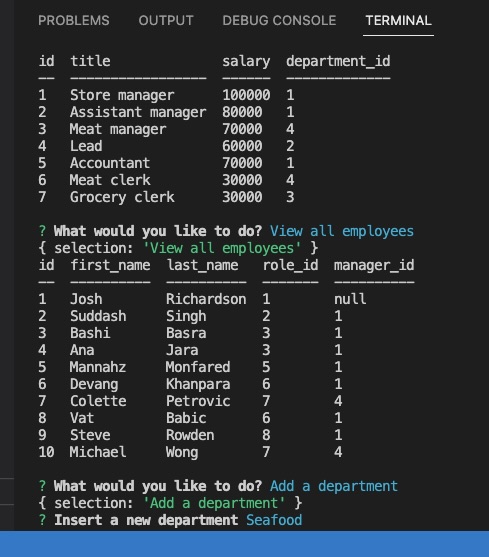 PROBLEMS OUTPUT DEBUG CONSOLE TERMINAL
id title salary department_id
-- ----------------- ------ -------------
1 Store manager 100000 1
2 Assistant manager 80000 1
3 Meat manager 70000 4
4 Lead 60000 2
5 Accountant 70000 1
6 Meat clerk 30000 4
7 Grocery clerk 30000 3
? What would you like to do? View all employees
{ selection: 'View all employees' }
id first_name last_name role_id manager_id
-- ---------- ---------- ------- ----------
1 Josh Richardson 1 null
2 Suddash Singh 2 1
3 Bashi Basra 3 1
4 Ana Jara 3 1
5 Mannahz Monfared 5 1
6 Devang Khanpara 6 1
7 Colette Petrovic 7 4
8 Vat Babic 6 1
9 Steve Rowden 8 1
10 Michael Wong 7 4
? What would you like to do? Add a department
{ selection: 'Add a department' }
? Insert a new department Seafood